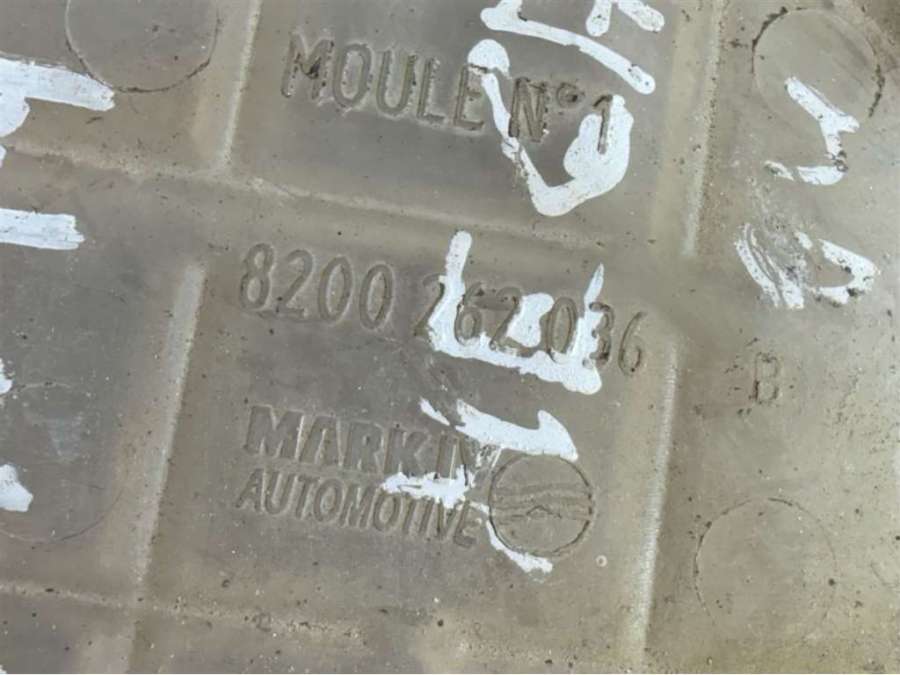 MOULE N° 1
8200 262 036
B
MARK IV
AUTOMOTIVE